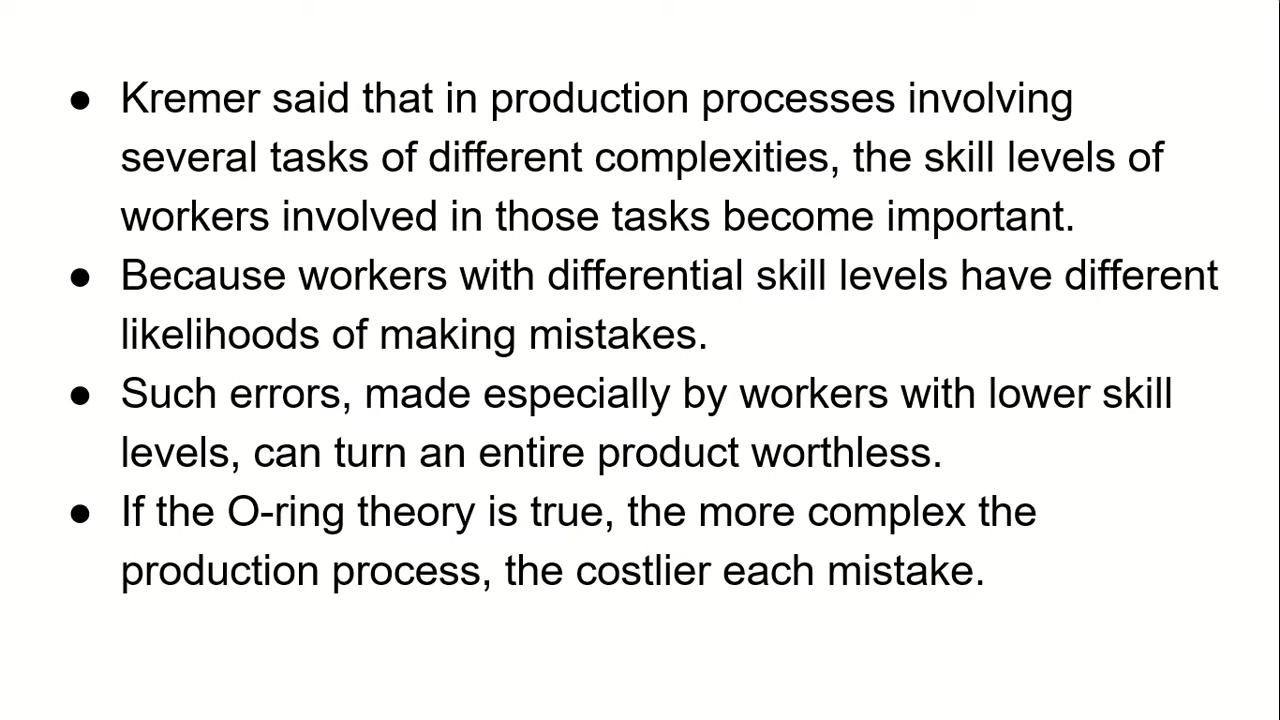 ● Kremer said that in production processes involving
several tasks of different complexities, the skill levels of
workers involved in those tasks become important.
● Because workers with differential skill levels have different
likelihoods of making mistakes.
● Such errors, made especially by workers with lower skill
levels, can turn an entire product worthless.
● If the O-ring theory is true, the more complex the
production process, the costlier each mistake.